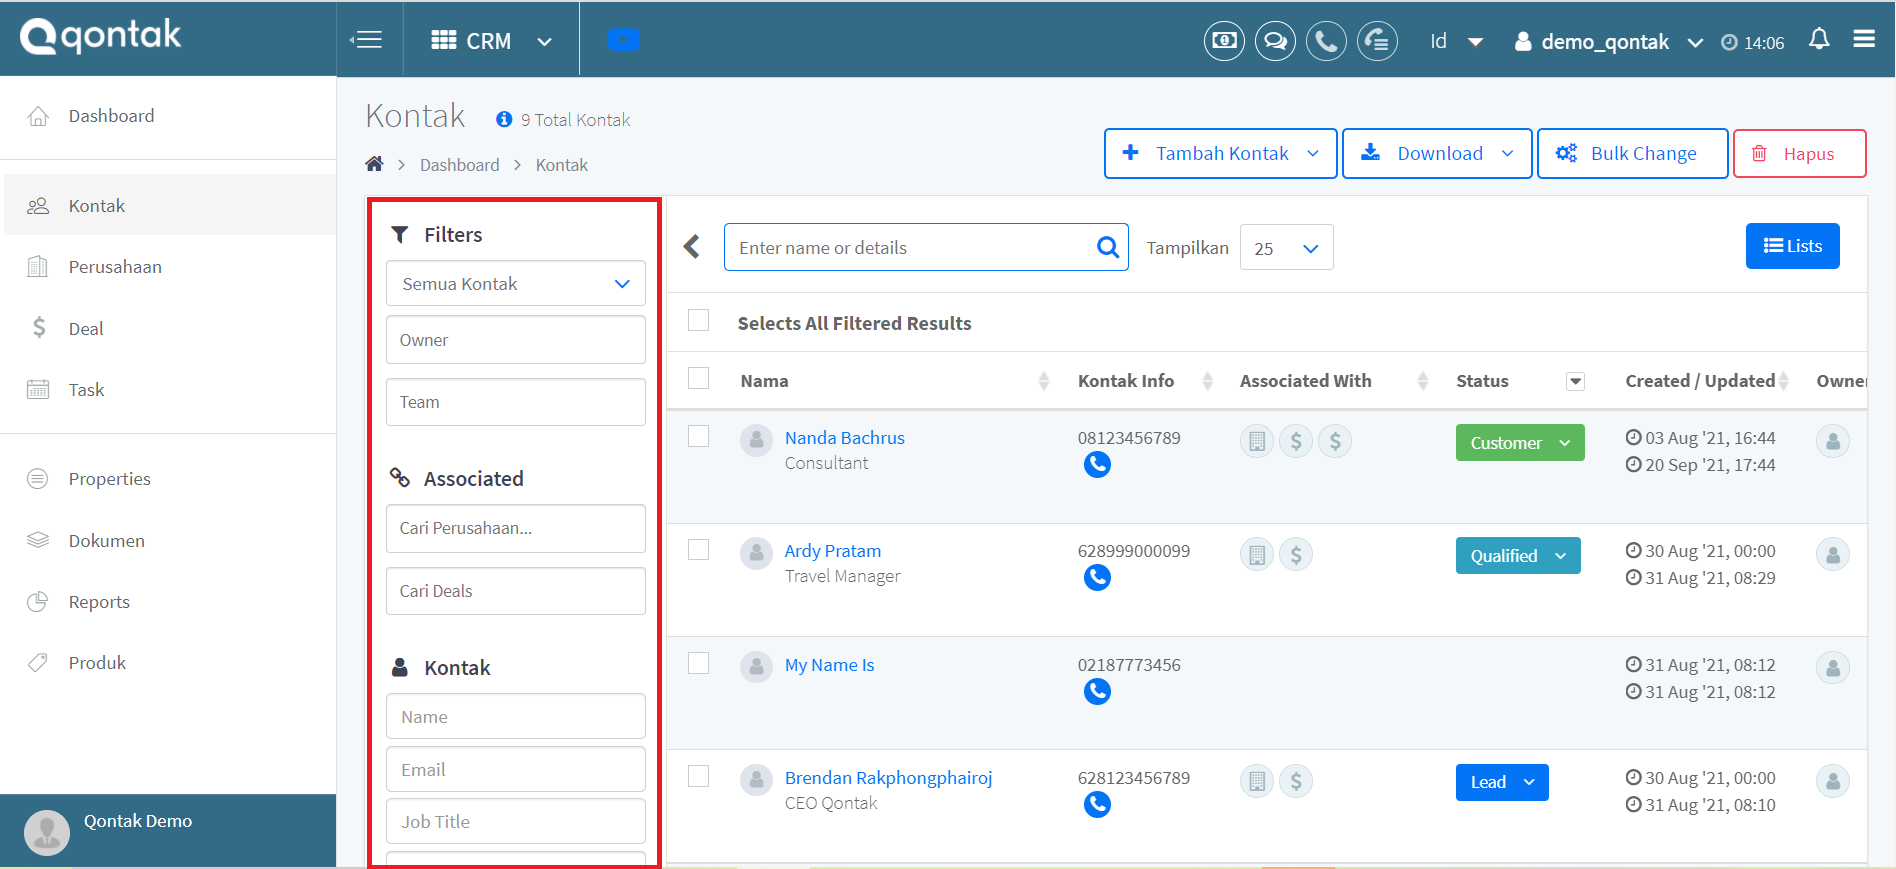 qontak
CRM
Id
demo_qontak
14:06
Dashboard
Kontak
Perusahaan
Deal
Task
Properties
Dokumen
Reports
Produk
Qontak Demo
Kontak
9 Total Kontak
Dashboard > Kontak
Tambah Kontak
Download
Bulk Change
Hapus
Filters
Semua Kontak
Owner
Team
Associated
Cari Perusahaan...
Cari Deals
Kontak
Name
Email
Job Title
Enter name or details
Tampilkan
25
Lists
Selects All Filtered Results
Nama Kontak Info Associated With Status Created / Updated Owner
Nanda Bachrus 08123456789 $ $ Customer 03 Aug '21, 16:44
Consultant 20 Sep '21, 17:44
Ardy Pratam 628999000099 $ Qualified 30 Aug '21, 00:00
Travel Manager 31 Aug '21, 08:29
My Name Is 02187773456 31 Aug '21, 08:12
31 Aug '21, 08:12
Brendan Rakphongphairoj 628123456789 $ Lead 30 Aug '21, 00:00
CEO Qontak 31 Aug '21, 08:10